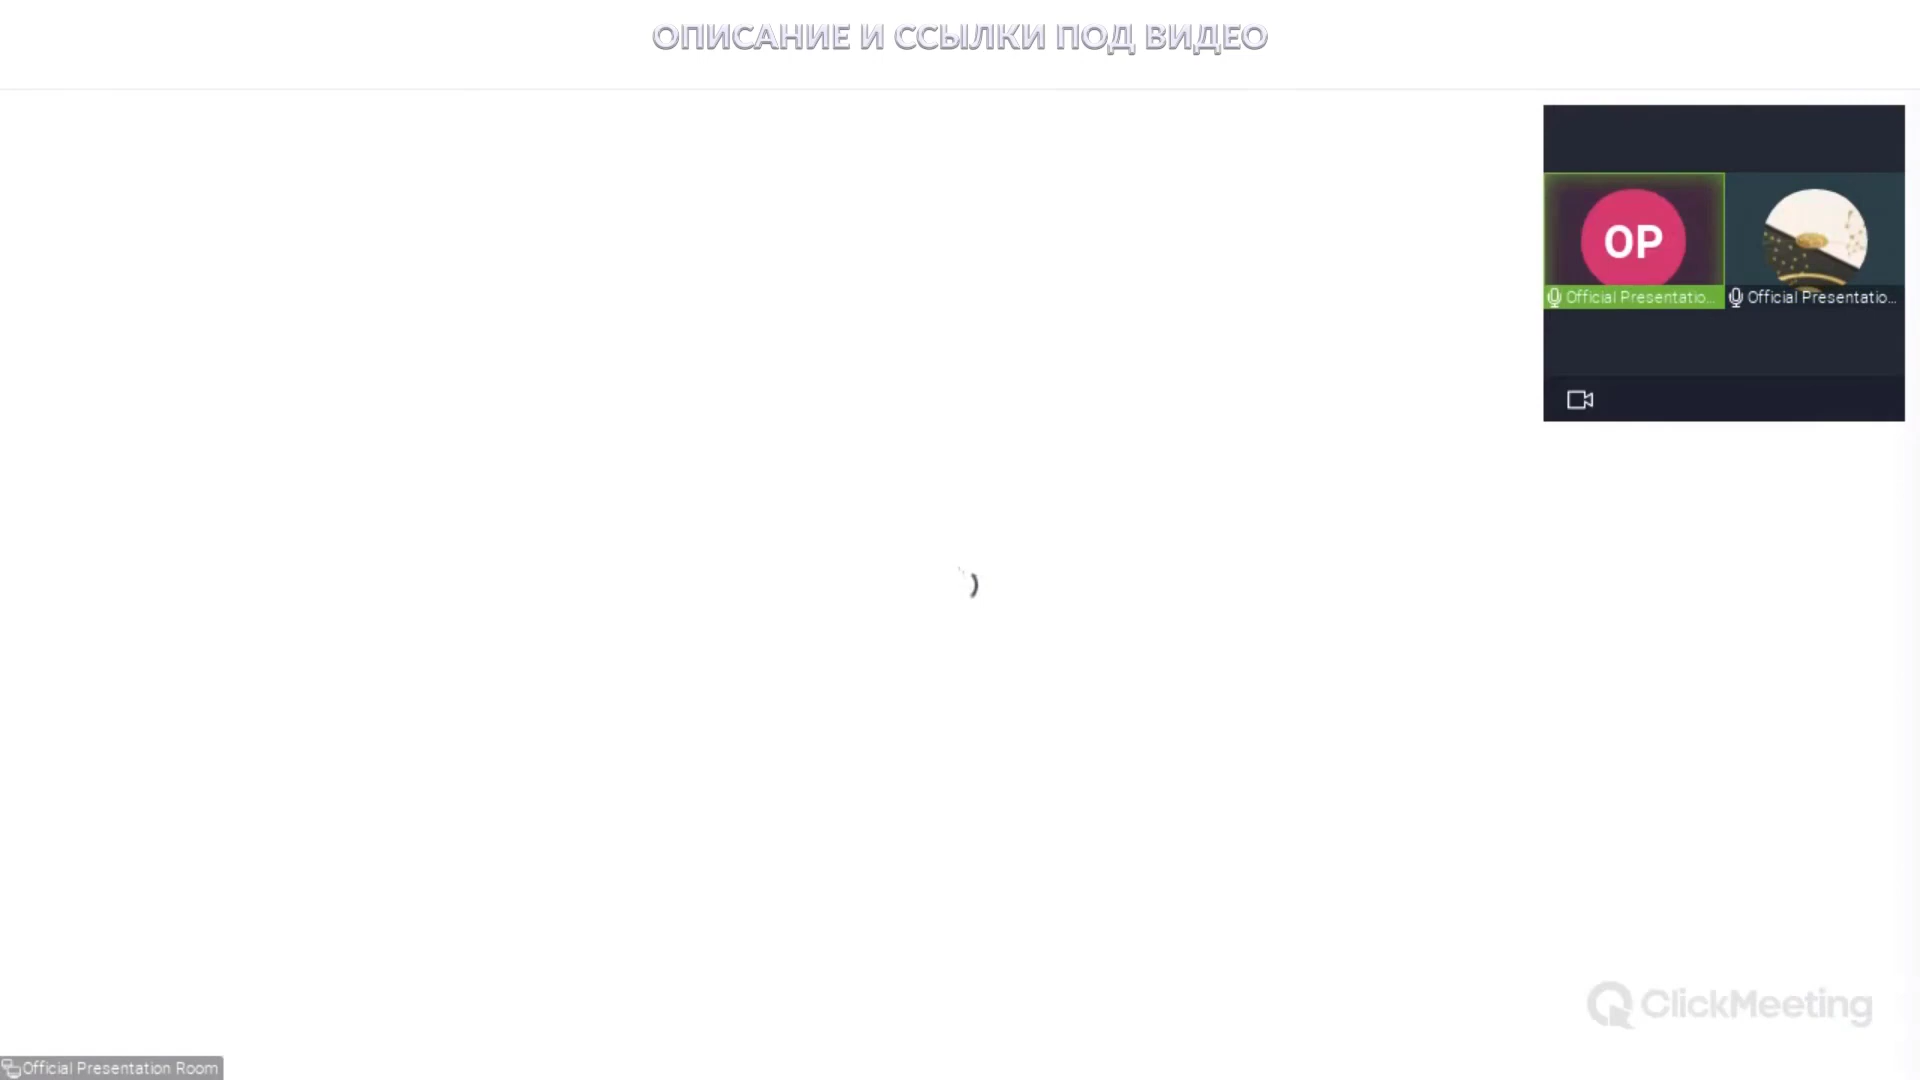 ОПИСАНИЕ И ССЫЛКИ ПОД ВИДЕО
OP
Official Presentatio...
Official Presentatio...
ClickMeeting
Official Presentation Room